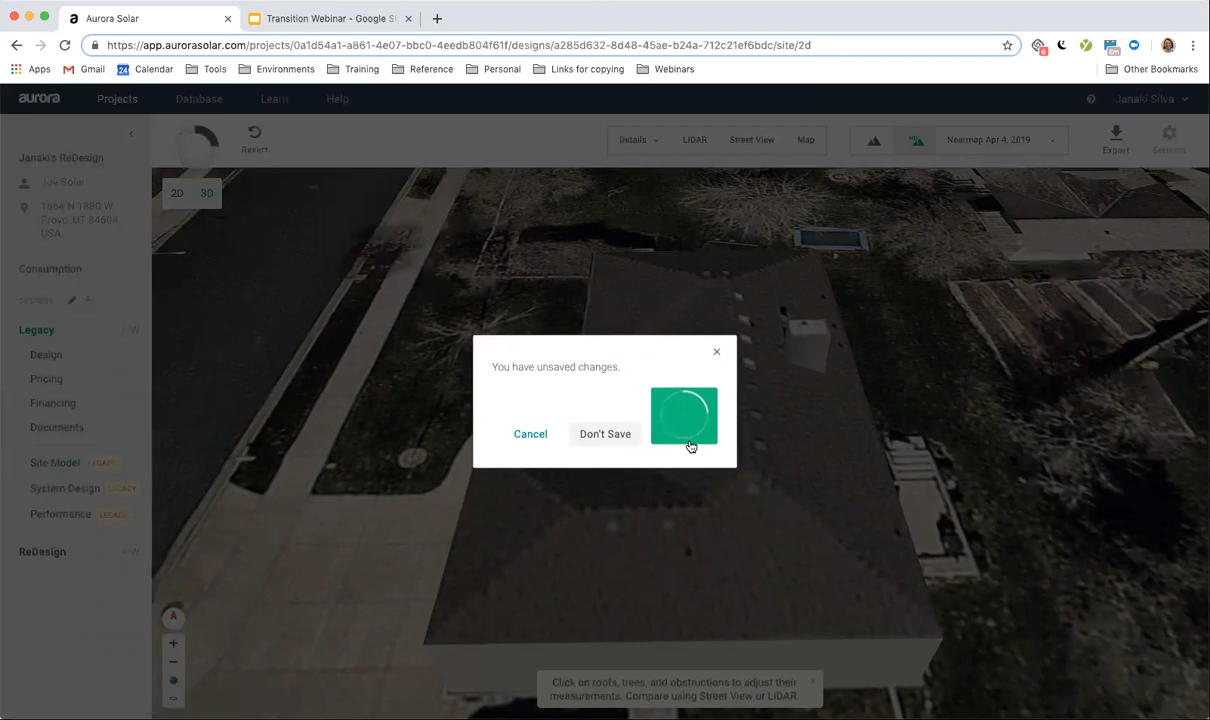 Aurora Solar
Transition Webinar - Google Sl
https://app.aurorasolar.com/projects/0a1d54a1-a861-4e07-bbc0-4eedb804f61f/designs/a285d632-8d48-45ae-b24a-712c21ef6bdc/site/2d
Apps Gmail Calendar Tools Environments Training Reference Personal Links for copying Webinars Other Bookmarks
aurora Projects Database Learn Help Janaki Silva
Revert Details LIDAR Street View Map HD Nearmap Apr 4, 2019 Export
Janaki's ReDesign
Joe Solar
1664 N 1880 W
Provo, UT 84604
USA
2D 3D
Consumption
Legacy
Design
Pricing
Financing
Documents
Site Model LEGACY
System Design LEGACY
Performance LEGACY
ReDesign
You have unsaved changes.
Cancel Don't Save
A
Click on roofs, trees, and obstructions to adjust their
measurements. Compare using Street View or LIDAR.